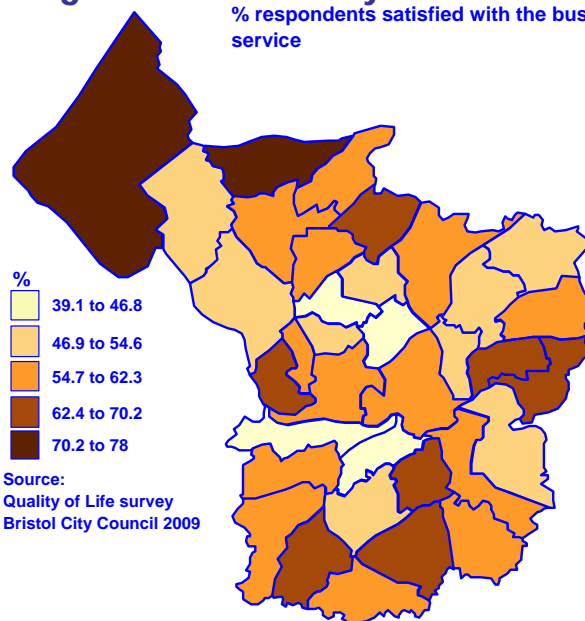 % respondents satisfied with the bus
service
%
39.1 to 46.8
46.9 to 54.6
54.7 to 62.3
62.4 to 70.2
70.2 to 78
Source:
Quality of Life survey
Bristol City Council 2009